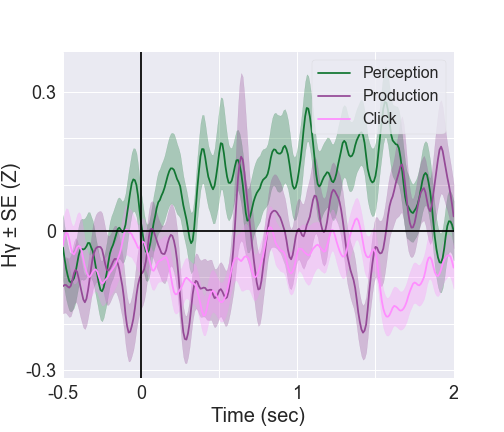 Perception
Production
Click
0.3
0
-0.3
Hγ ± SE (Z)
-0.5
0
1
2
Time (sec)